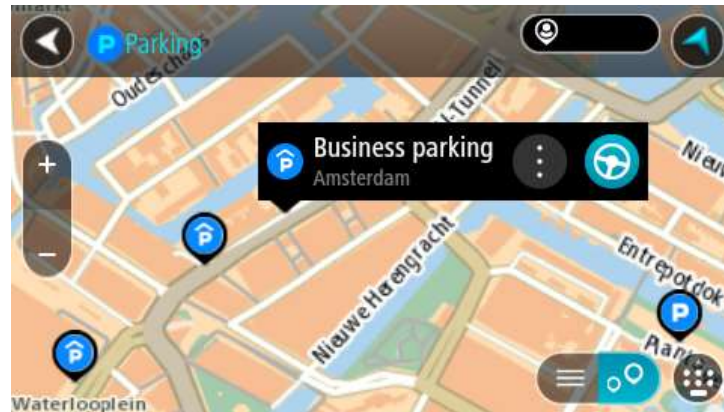 P Parking
Oudeschans
-Tunnel
P Business parking
Amsterdam
+
P
−
Nieuwe Herengracht
Entrepotdok
P
P
Waterlooplein